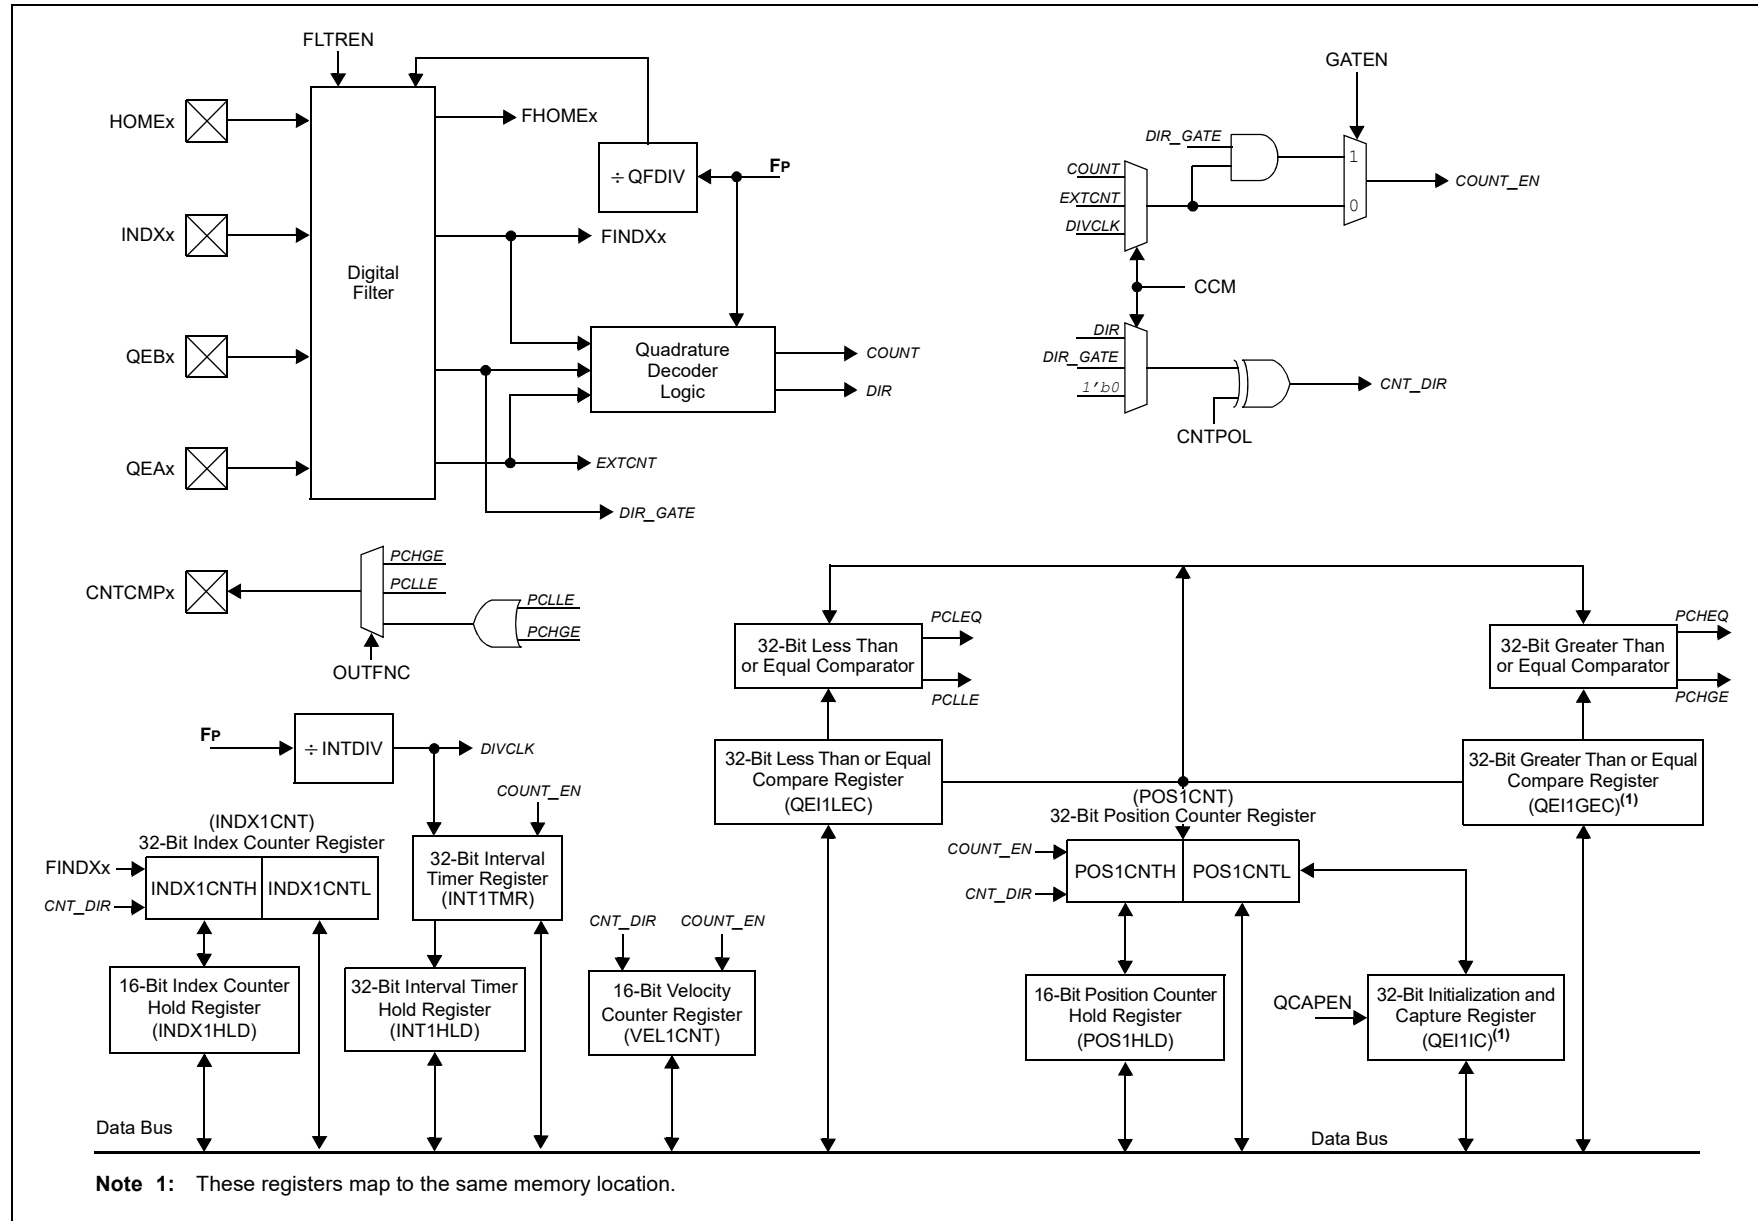 FLTREN
HOMEx
INDXx
QEBx
QEAx
Digital
Filter
FHOMEx
÷ QFDIV
FP
FINDXx
Quadrature
Decoder
Logic
COUNT
DIR
EXTCNT
DIR_GATE
GATEN
DIR_GATE
COUNT
EXTCNT
DIVCLK
1
0
COUNT_EN
CCM
DIR
DIR_GATE
1'b0
CNTPOL
CNT_DIR
CNTCMPx
PCHGE
PCLLE
PCLLE
PCHGE
OUTFNC
32-Bit Less Than
or Equal Comparator
PCLEQ
PCLLE
32-Bit Greater Than
or Equal Comparator
PCHEQ
PCHGE
FP
÷ INTDIV
DIVCLK
COUNT_EN
32-Bit Less Than or Equal
Compare Register
(QEI1LEC)
32-Bit Greater Than or Equal
Compare Register
(QEI1GEC)(1)
(POS1CNT)
32-Bit Position Counter Register
COUNT_EN
CNT_DIR
POS1CNTH
POS1CNTL
(INDX1CNT)
32-Bit Index Counter Register
FINDXx
CNT_DIR
INDX1CNTH
INDX1CNTL
32-Bit Interval
Timer Register
(INT1TMR)
CNT_DIR
COUNT_EN
16-Bit Index Counter
Hold Register
(INDX1HLD)
32-Bit Interval Timer
Hold Register
(INT1HLD)
16-Bit Velocity
Counter Register
(VEL1CNT)
16-Bit Position Counter
Hold Register
(POS1HLD)
QCAPEN
32-Bit Initialization and
Capture Register
(QEI1IC)(1)
Data Bus
Data Bus
Note 1: These registers map to the same memory location.